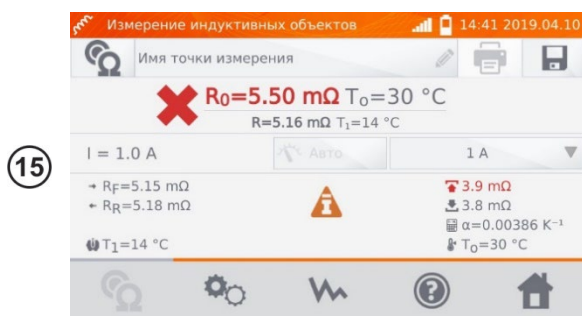 Измерение индуктивных объектов 14:41 2019.04.10
Имя точки измерения
R₀=5.50 mΩ Tₒ=30 °C
R=5.16 mΩ T₁=14 °C
I = 1.0 A Авто 1 A
15
→ RF=5.15 mΩ 3.9 mΩ
← RR=5.18 mΩ 3.8 mΩ
α=0.00386 K⁻¹
T₁=14 °C Tₒ=30 °C